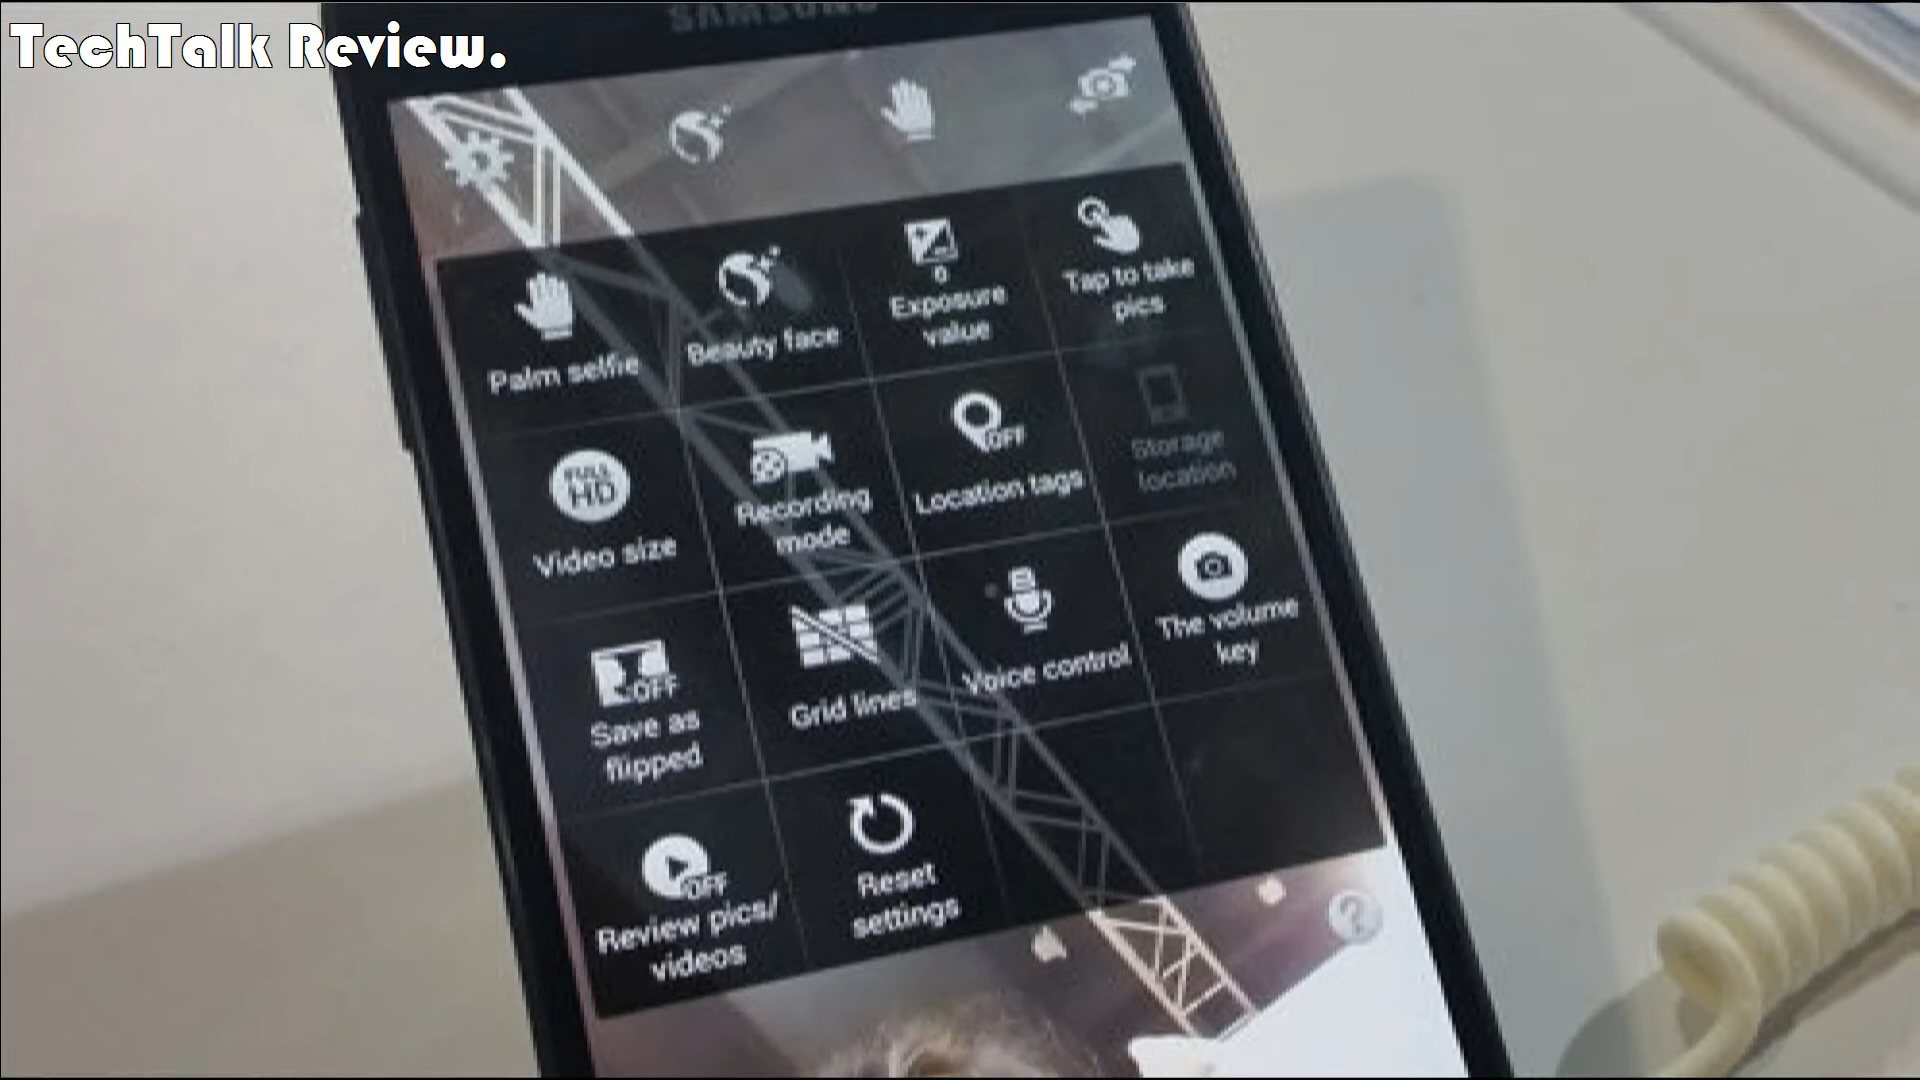 TechTalk Review.
SAMSUNG
0
Palm selfie
Beauty face
Exposure
value
Tap to take
pics
FULL
HD
Video size
Recording
mode
OFF
Location tags
Storage
location
OFF
Save as
flipped
Grid lines
Voice control
The volume
key
OFF
Review pics/
videos
Reset
settings
?